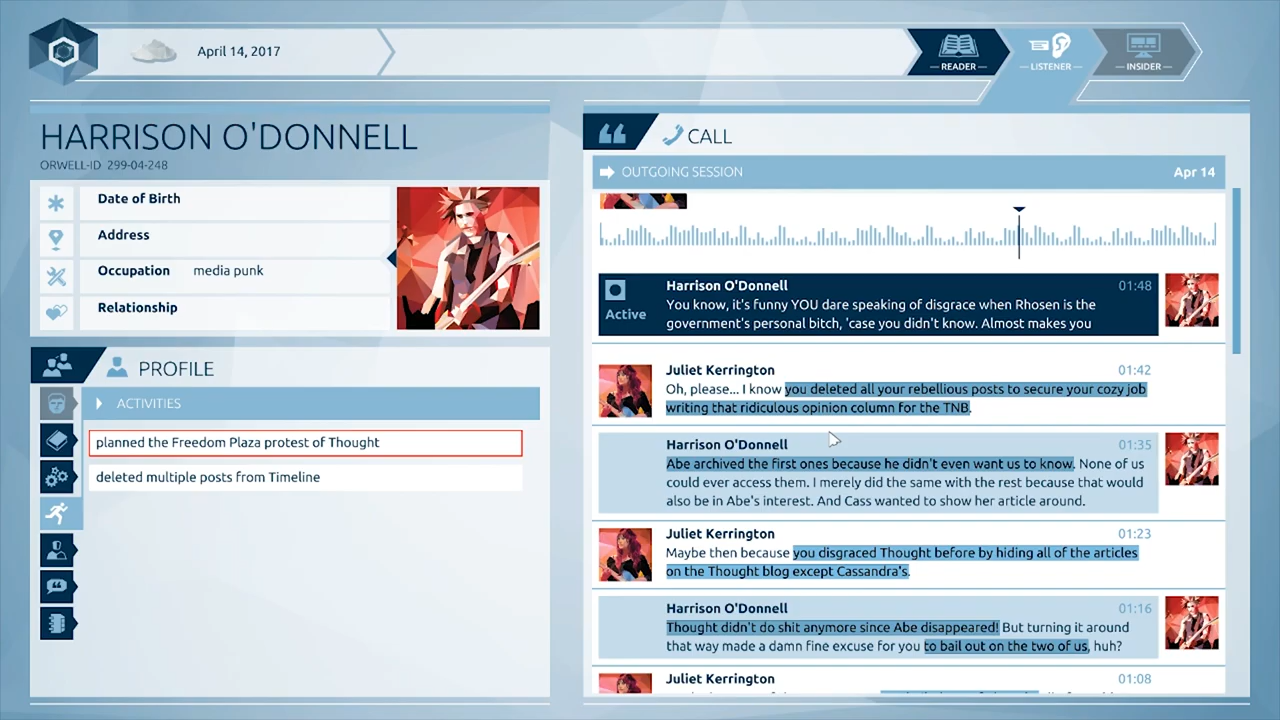 April 14, 2017
READER
LISTENER
INSIDER
HARRISON O'DONNELL
ORWELL-ID 299-04-248
Date of Birth
Address
Occupation media punk
Relationship
PROFILE
ACTIVITIES
planned the Freedom Plaza protest of Thought
deleted multiple posts from Timeline
CALL
OUTGOING SESSION Apr 14
Active
Harrison O'Donnell 01:48
You know, it's funny YOU dare speaking of disgrace when Rhosen is the
government's personal bitch, 'case you didn't know. Almost makes you
Juliet Kerrington 01:42
Oh, please... I know you deleted all your rebellious posts to secure your cozy job
writing that ridiculous opinion column for the TNB.
Harrison O'Donnell 01:35
Abe archived the first ones because he didn't even want us to know. None of us
could ever access them. I merely did the same with the rest because that would
also be in Abe's interest. And Cass wanted to show her article around.
Juliet Kerrington 01:23
Maybe then because you disgraced Thought before by hiding all of the articles
on the Thought blog except Cassandra's.
Harrison O'Donnell 01:16
Thought didn't do shit anymore since Abe disappeared! But turning it around
that way made a damn fine excuse for you to bail out on the two of us, huh?
Juliet Kerrington 01:08